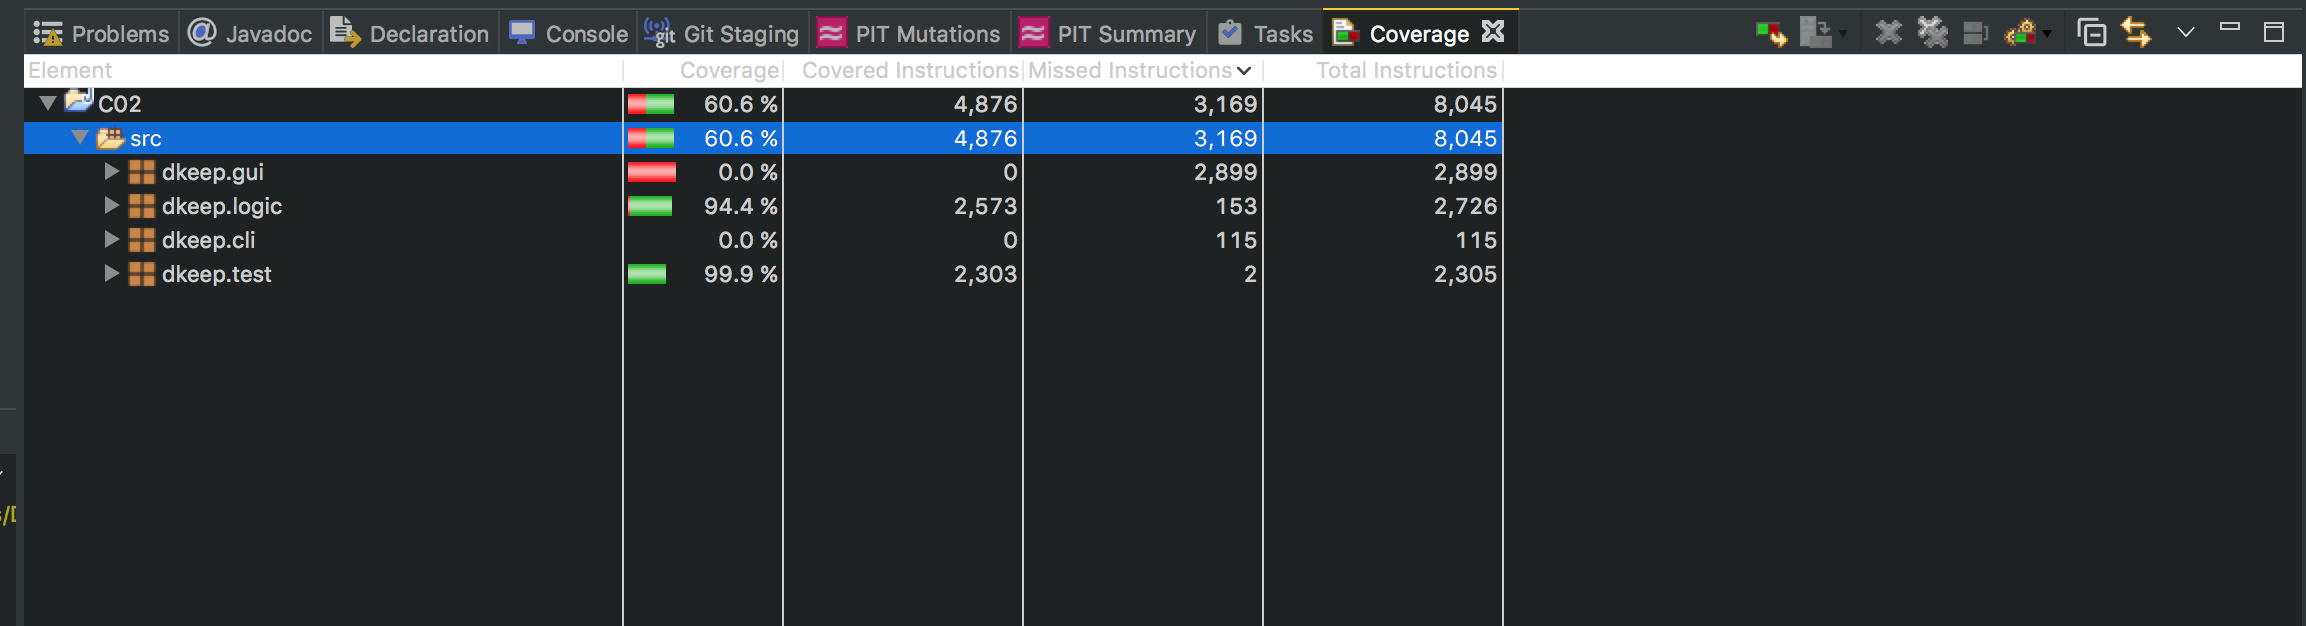 Problems Javadoc Declaration Console Git Staging PIT Mutations PIT Summary Tasks Coverage
Element Coverage Covered Instructions Missed Instructions Total Instructions
C02 60.6 % 4,876 3,169 8,045
src 60.6 % 4,876 3,169 8,045
dkeep.gui 0.0 % 0 2,899 2,899
dkeep.logic 94.4 % 2,573 153 2,726
dkeep.cli 0.0 % 0 115 115
dkeep.test 99.9 % 2,303 2 2,305